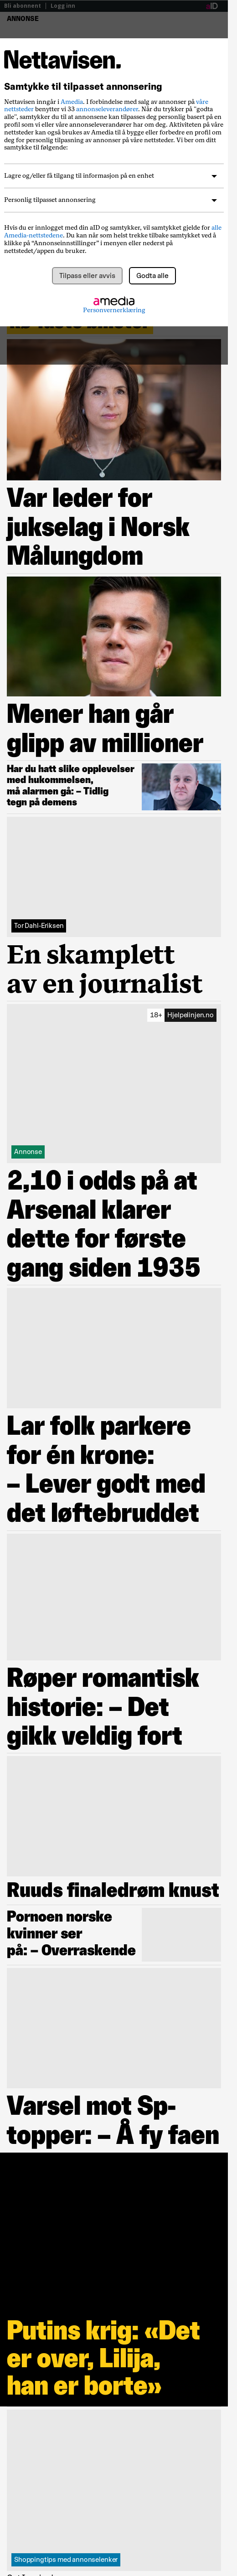 Bli abonnent | Logg inn
aID
ANNONSE
Nettavisen.
Samtykke til tilpasset annonsering
Nettavisen inngår i Amedia. I forbindelse med salg av annonser på våre
nettsteder benytter vi 33 annonseleverandører. Når du trykker på "godta
alle", samtykker du til at annonsene kan tilpasses deg personlig basert på en
profil som vi eller annonseleverandører har om deg. Aktiviteten på våre
nettsteder kan også brukes av Amedia til å bygge eller forbedre en profil om
deg for personlig tilpasning av annonser på våre nettsteder. Vi ber om ditt
samtykke til følgende:
Lagre og/eller få tilgang til informasjon på en enhet
Personlig tilpasset annonsering
Hvis du er innlogget med din aID og samtykker, vil samtykket gjelde for alle
Amedia-nettstedene. Du kan når som helst trekke tilbake samtykket ved å
klikke på “Annonseinnstillinger” i menyen eller nederst på
nettstedet/appen du bruker.
Tilpass eller avvis
Godta alle
amedia
Personvernerklæring
Var leder for
jukselag i Norsk
Målungdom
Mener han går
glipp av millioner
Har du hatt slike opplevelser
med hukommelsen,
må alarmen gå: – Tidlig
tegn på demens
Tor Dahl-Eriksen
En skamplett
av en journalist
18+ Hjelpelinjen.no
Annonse
2,10 i odds på at
Arsenal klarer
dette for første
gang siden 1935
Lar folk parkere
for én krone:
– Lever godt med
det løftebruddet
Røper romantisk
historie: – Det
gikk veldig fort
Ruuds finaledrøm knust
Pornoen norske
kvinner ser
på: – Overraskende
Varsel mot Sp-
topper: – Å fy faen
Putins krig: «Det
er over, Lilija,
han er borte»
Shoppingtips med annonselenker